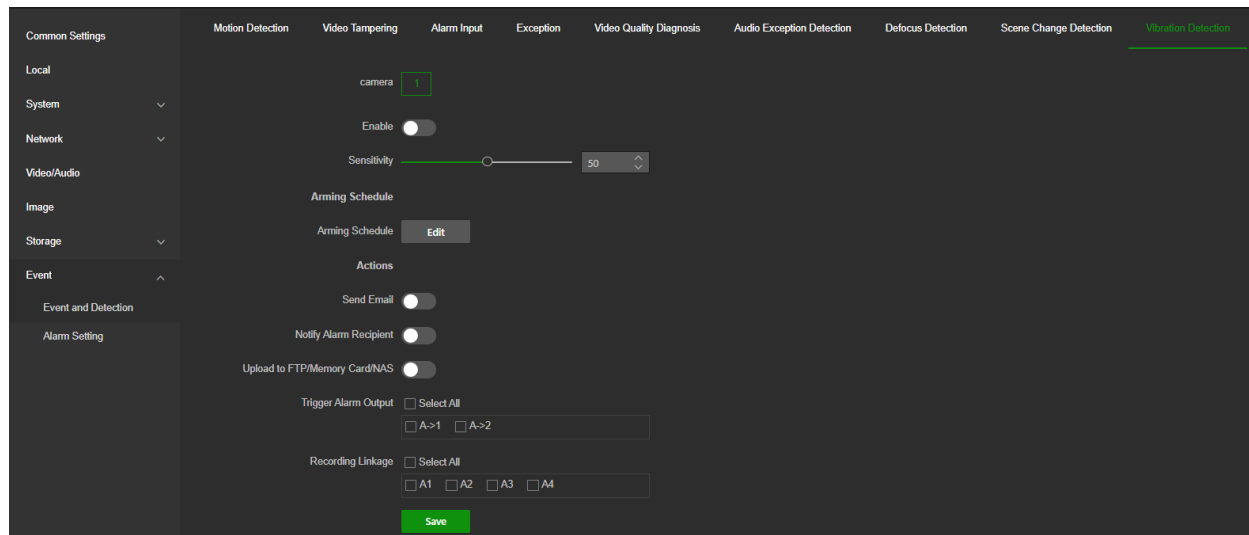 Common Settings
Local
System
Network
Video/Audio
Image
Storage
Event
Event and Detection
Alarm Setting
Motion Detection Video Tampering Alarm Input Exception Video Quality Diagnosis Audio Exception Detection Defocus Detection Scene Change Detection Vibration Detection
camera 1
Enable
Sensitivity 50
Arming Schedule
Arming Schedule Edit
Actions
Send Email
Notify Alarm Recipient
Upload to FTP/Memory Card/NAS
Trigger Alarm Output Select All
A->1 A->2
Recording Linkage Select All
A1 A2 A3 A4
Save